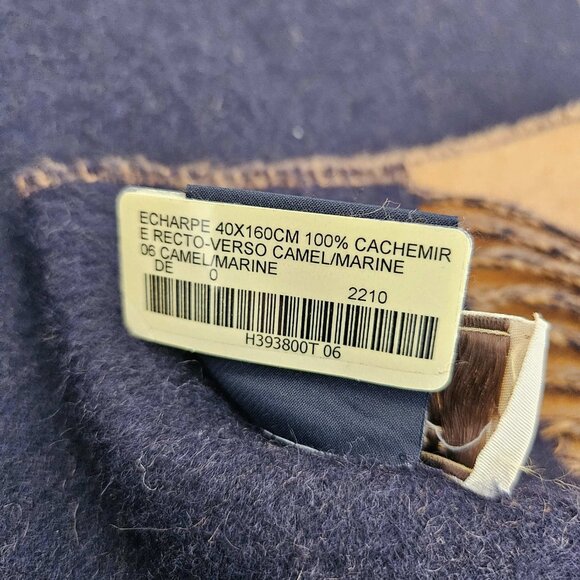 ECHARPE 40X160CM 100% CACHEMIR
E RECTO-VERSO CAMEL/MARINE
06 CAMEL/MARINE
DE 0 2210
H393800T 06